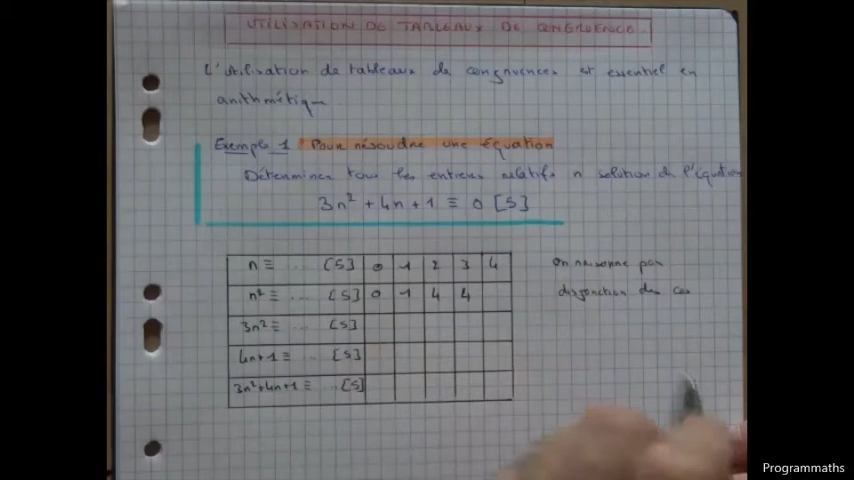 UTILISATION DE TABLEAUX DE CONGRUENCE
L'utilisation de tableaux de congruences est essentiel en
arithmétique
Exemple 1 Pour résoudre une équation
Déterminer tous les entiers relatifs n solution de l'équation
3n² + 4n + 1 ≡ 0 [5]
n ≡ ... [5] 0 1 2 3 4
n² ≡ ... [5] 0 1 4 4
3n² ≡ [5]
4n+1 ≡ ... [5]
3n²+4n+1 ≡ ... [5]
On raisonne par
disjonction des cas
Programmaths